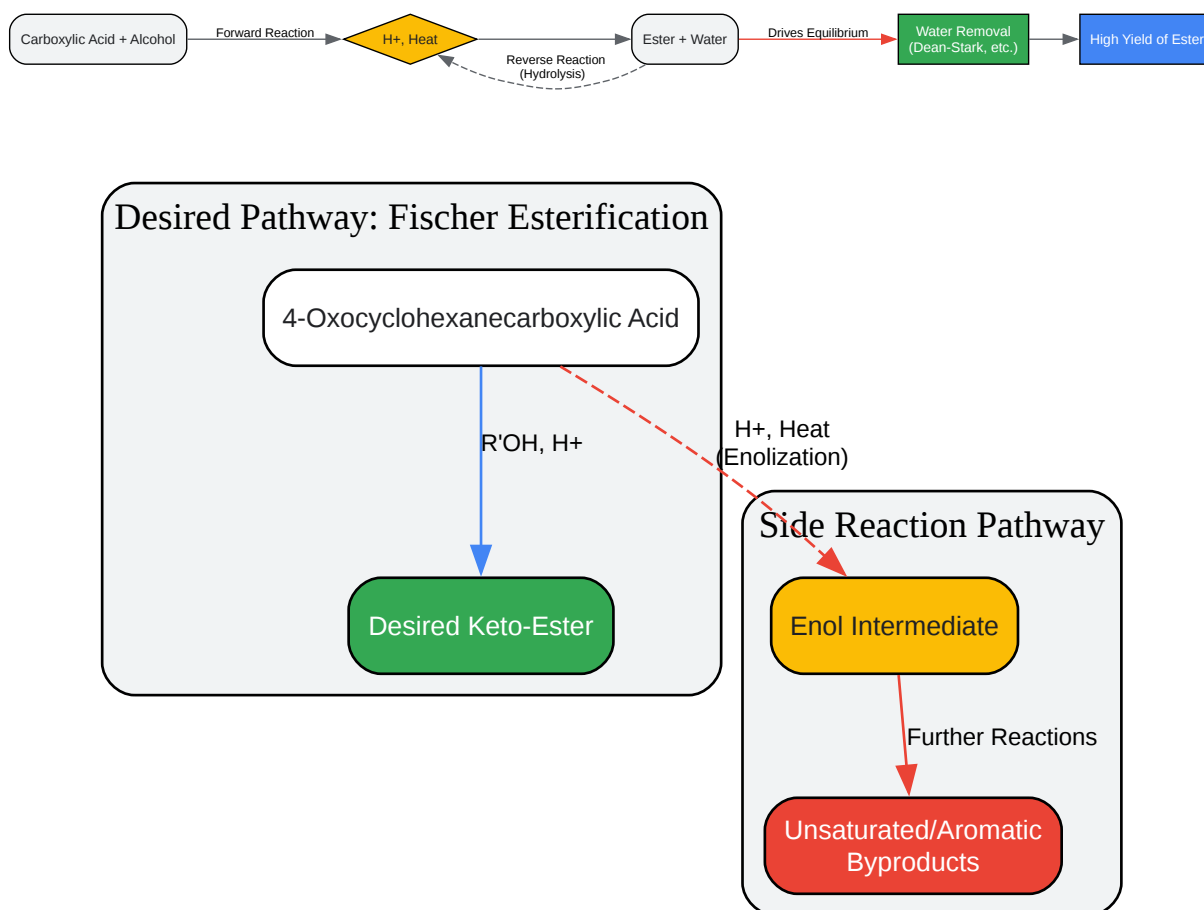 Carboxylic Acid + Alcohol
Forward Reaction
H+, Heat
Reverse Reaction
(Hydrolysis)
Ester + Water
Drives Equilibrium
Water Removal
(Dean-Stark, etc.)
High Yield of Ester
Desired Pathway: Fischer Esterification
4-Oxocyclohexanecarboxylic Acid
R'OH, H+
H+, Heat
(Enolization)
Desired Keto-Ester
Side Reaction Pathway
Enol Intermediate
Further Reactions
Unsaturated/Aromatic
Byproducts